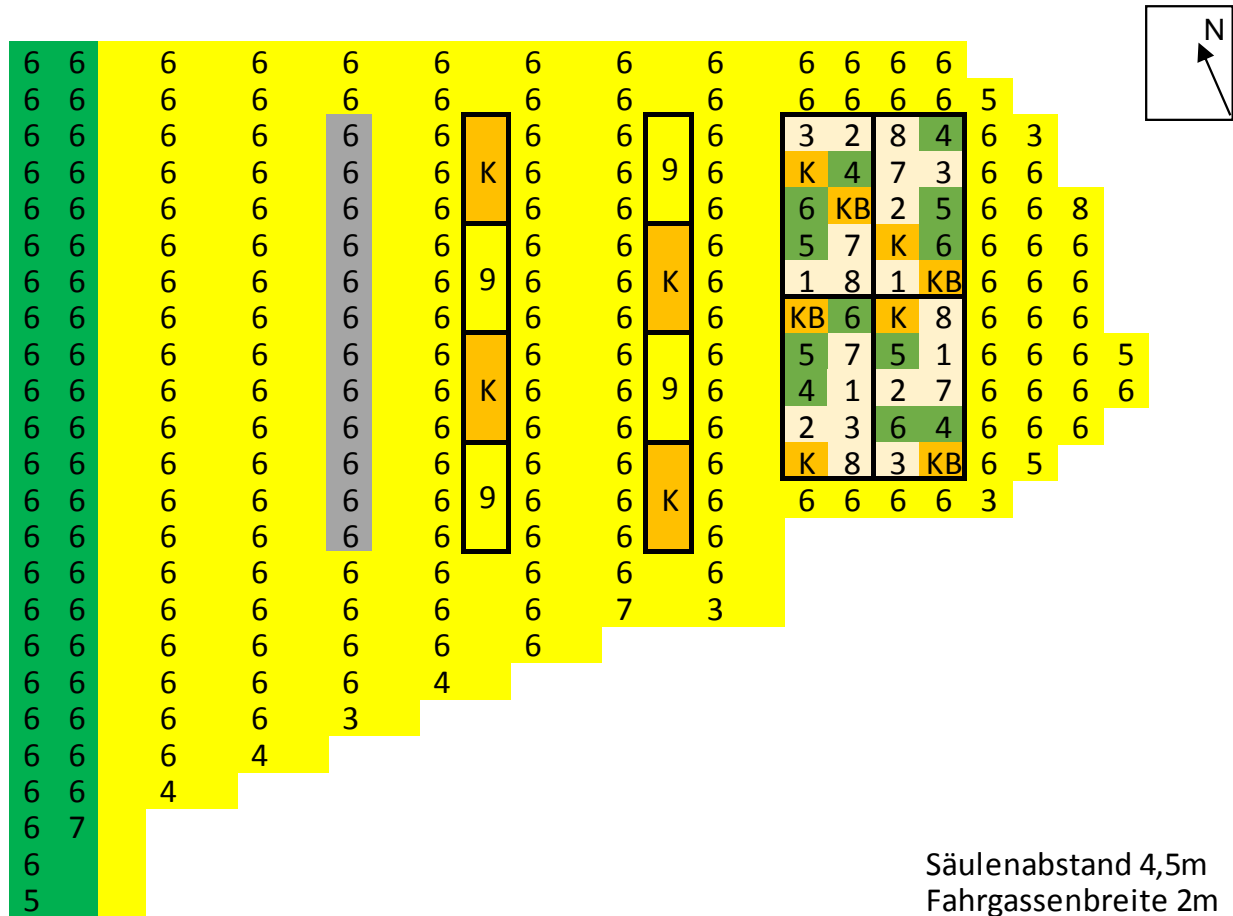 N
6 6 6 6 6 6 6 6 6 6 6 6 6
6 6 6 6 6 6 6 6 6 6 6 6 6 5
6 6 6 6 6 6 6 6 6 3 2 8 4 6 3
6 6 6 6 6 6 K 6 6 9 6 K 4 7 3 6 6
6 6 6 6 6 6 6 6 6 6 KB 2 5 6 6 8
6 6 6 6 6 6 6 6 6 5 7 K 6 6 6 6
6 6 6 6 6 6 9 6 6 K 6 1 8 1 KB 6 6 6
6 6 6 6 6 6 6 6 6 KB 6 K 8 6 6 6
6 6 6 6 6 6 6 6 6 5 7 5 1 6 6 6 5
6 6 6 6 6 6 K 6 6 9 6 4 1 2 7 6 6 6 6
6 6 6 6 6 6 6 6 6 2 3 6 4 6 6 6
6 6 6 6 6 6 6 6 6 K 8 3 KB 6 5
6 6 6 6 6 6 9 6 6 K 6 6 6 6 6 3
6 6 6 6 6 6 6 6 6
6 6 6 6 6 6 6 6 6
6 6 6 6 6 6 6 7 3
6 6 6 6 6 6 6
6 6 6 6 6 4
6 6 6 6 3
6 6 6 4
6 6 4
6 7
6
5
Säulenabstand 4,5m
Fahrgassenbreite 2m